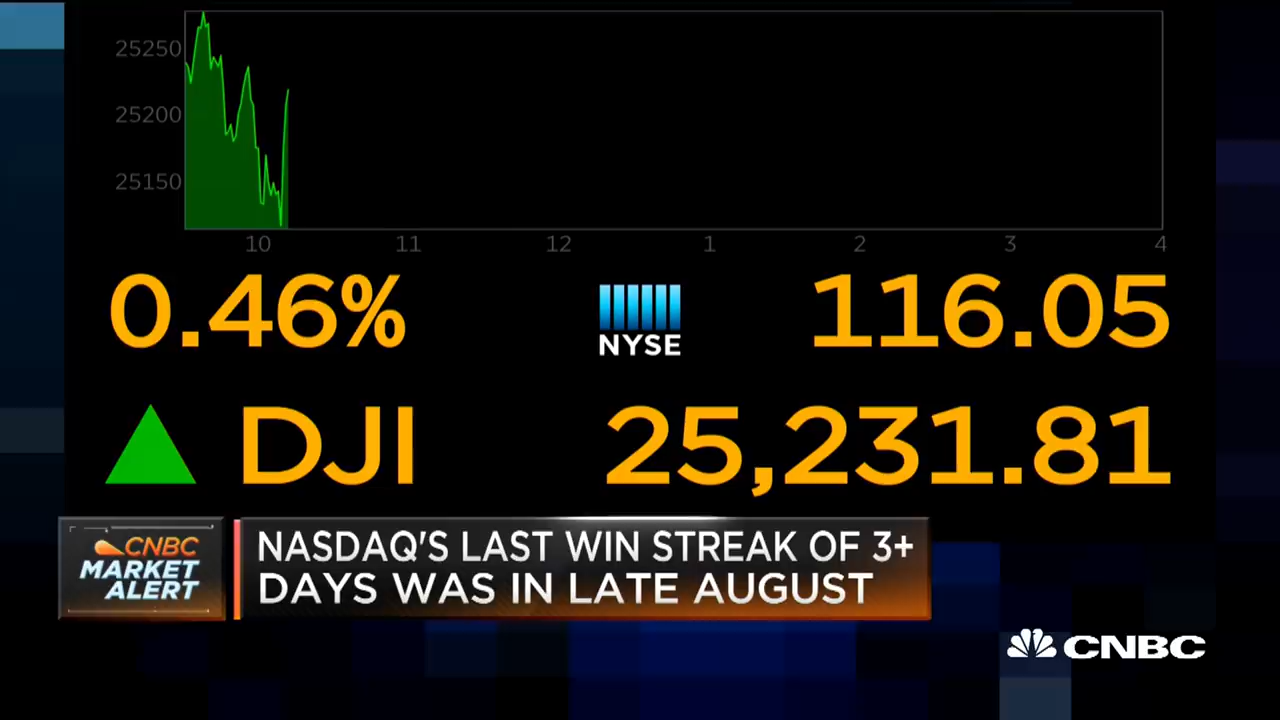 25250
25200
25150
10 11 12 1 2 3 4
0.46% NYSE 116.05
DJI 25,231.81
CNBC
MARKET
ALERT
NASDAQ'S LAST WIN STREAK OF 3+
DAYS WAS IN LATE AUGUST
CNBC